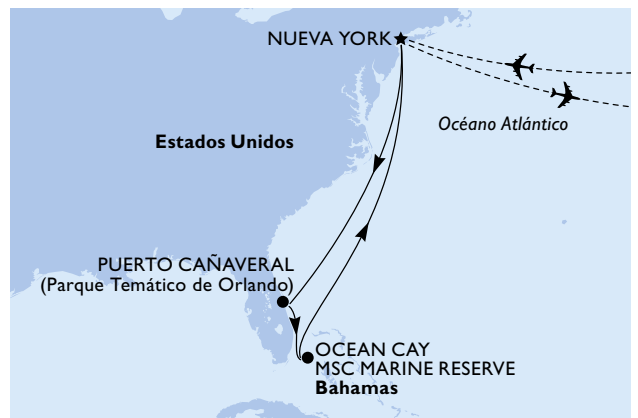 NUEVA YORK
Océano Atlántico
Estados Unidos
PUERTO CAÑAVERAL
(Parque Temático de Orlando)
OCEAN CAY
MSC MARINE RESERVE
Bahamas